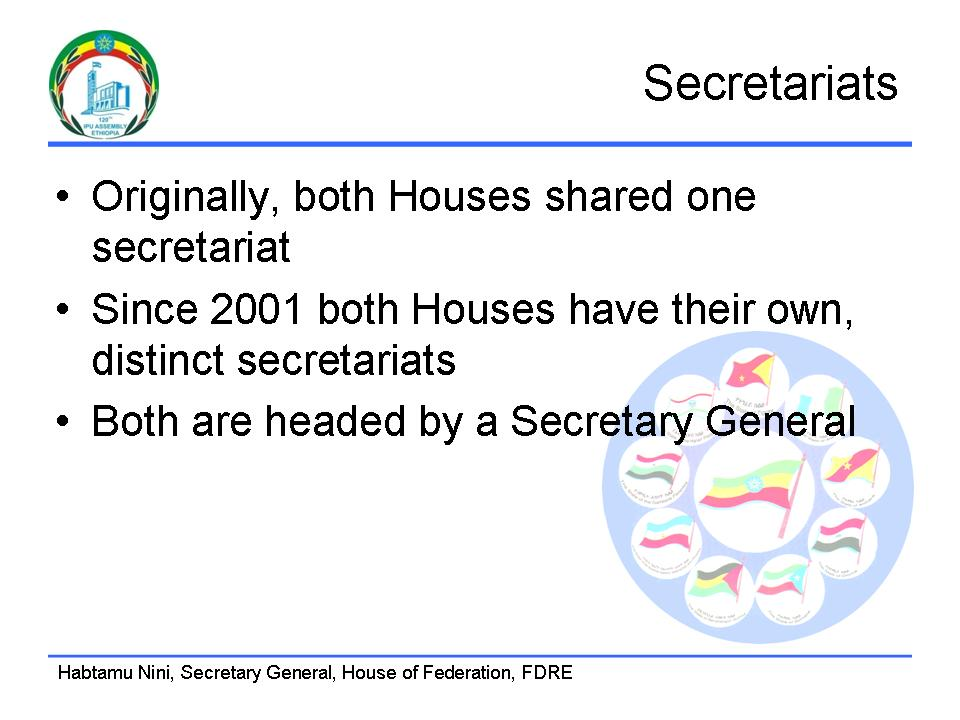 Secretariats
120th
IPU ASSEMBLY
ETHIOPIA
• Originally, both Houses shared one
secretariat
• Since 2001 both Houses have their own,
distinct secretariats
• Both are headed by a Secretary General
Habtamu Nini, Secretary General, House of Federation, FDRE